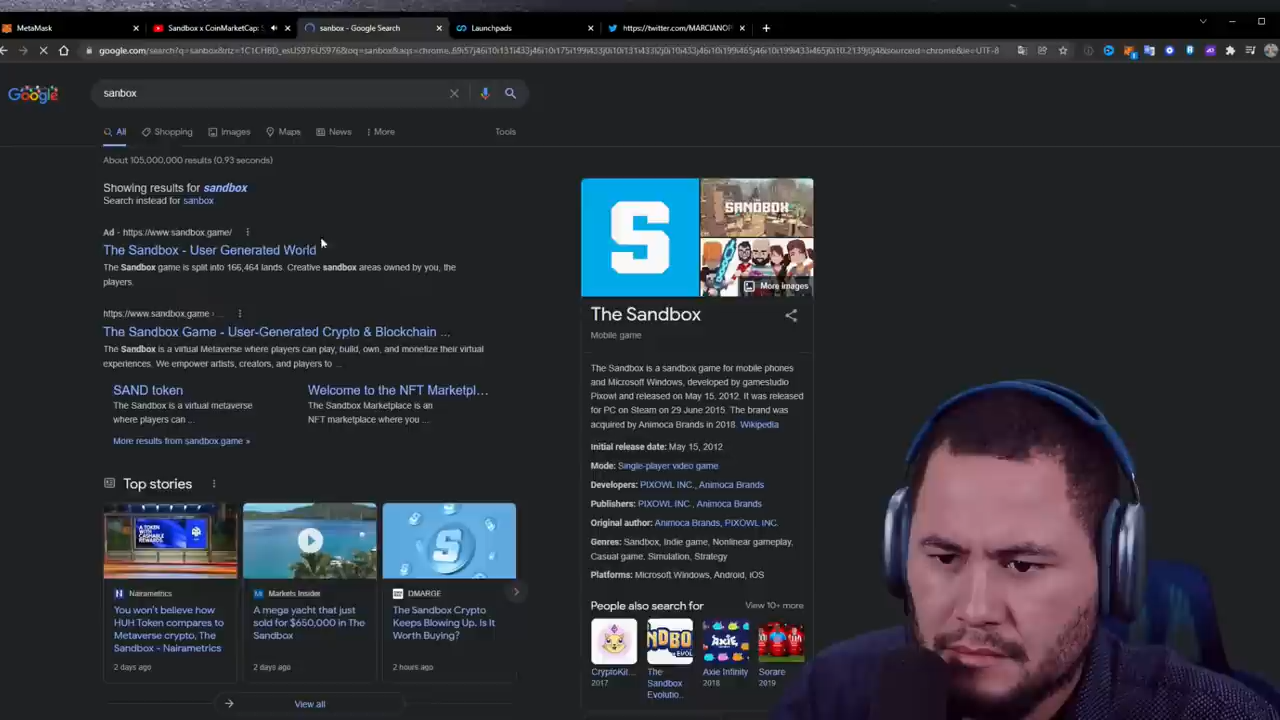 MetaMask
Sandbox x CoinMarketCap:
sanbox - Google Search
Launchpads
https://twitter.com/MARCIANOP
sanbox
All
Shopping
Images
Maps
News
More
Tools
About 105,000,000 results (0.93 seconds)
Showing results for sandbox
Search instead for sanbox
Ad - https://www.sandbox.game/
The Sandbox - User Generated World
The Sandbox game is split into 166,464 lands. Creative sandbox areas owned by you, the
players.
https://www.sandbox.game › ...
The Sandbox Game - User-Generated Crypto & Blockchain ...
The Sandbox is a virtual Metaverse where players can play, build, own, and monetize their virtual
experiences. We empower artists, creators, and players to ...
SAND token
The Sandbox is a virtual metaverse
where players can ...
Welcome to the NFT Marketpl...
The Sandbox Marketplace is an
NFT marketplace where you ...
More results from sandbox.game »
Top stories
A TOKEN
WITH
CASHABLE
REWARDS
Nairametrics
You won't believe how
HUH Token compares to
Metaverse crypto, The
Sandbox - Nairametrics
2 days ago
Markets Insider
A mega yacht that just
sold for $650,000 in The
Sandbox
2 days ago
DMARGE
The Sandbox Crypto
Keeps Blowing Up. Is It
Worth Buying?
2 hours ago
View all
S
SANDBOX
More images
The Sandbox
Mobile game
The Sandbox is a sandbox game for mobile phones
and Microsoft Windows, developed by gamestudio
Pixowl and released on May 15, 2012. It was released
for PC on Steam on 29 June 2015. The brand was
acquired by Animoca Brands in 2018. Wikipedia
Initial release date: May 15, 2012
Mode: Single-player video game
Developers: PIXOWL INC., Animoca Brands
Publishers: PIXOWL INC., Animoca Brands
Original author: Animoca Brands, PIXOWL INC.
Genres: Sandbox, Indie game, Nonlinear gameplay,
Casual game, Simulation, Strategy
Platforms: Microsoft Windows, Android, iOS
People also search for
View 10+ more
CryptoKit...
2017
The
Sandbox
Evolutio...
Axie Infinity
2018
Sorare
2019